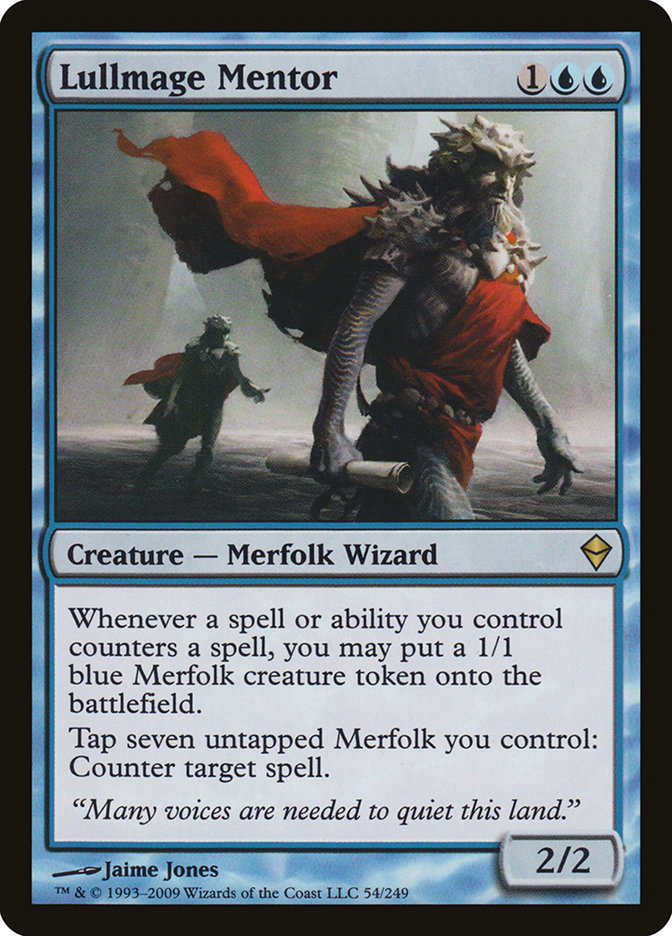 Lullmage Mentor 1
Creature — Merfolk Wizard
Whenever a spell or ability you control
counters a spell, you may put a 1/1
blue Merfolk creature token onto the
battlefield.
Tap seven untapped Merfolk you control:
Counter target spell.
“Many voices are needed to quiet this land.”
2/2
Jaime Jones
™ & © 1993–2009 Wizards of the Coast LLC 54/249